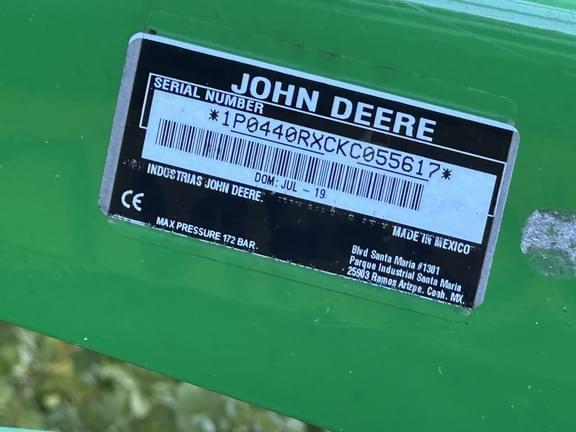 JOHN DEERE
SERIAL NUMBER
*1P0440RXCKC055617*
DOM: JUL - 19
INDUSTRIAS JOHN DEERE.
MADE IN MEXICO
CE
MAX PRESSURE 172 BAR.
Blvd Santa Maria #1301
Parque Industrial Santa Maria
25903 Ramos Arizpe. Coah. MX.